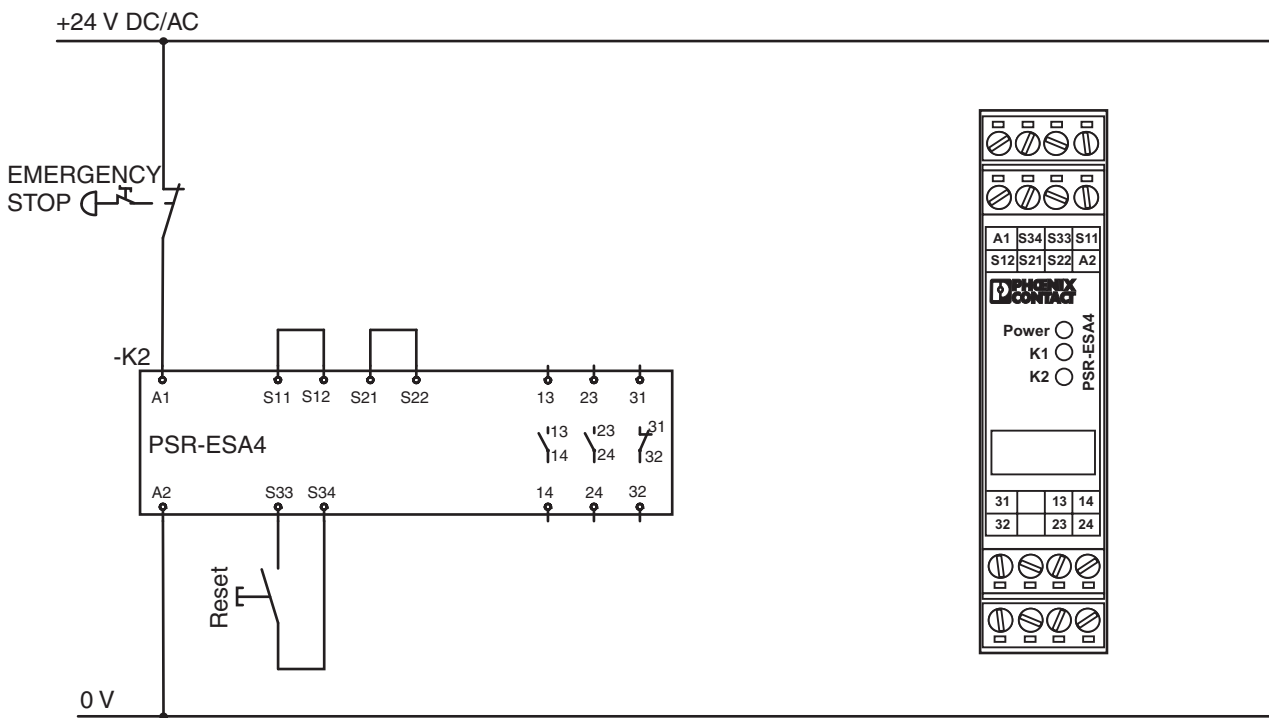 +24 V DC/AC
EMERGENCY
STOP
-K2
A1 S11 S12 S21 S22 13 23 31
PSR-ESA4
13 23 31
14 24 32
A2 S33 S34 14 24 32
Reset
0 V
A1 S34 S33 S11
S12 S21 S22 A2
PHŒNIX
CONTACT
Power
K1
K2
PSR-ESA4
31 13 14
32 23 24